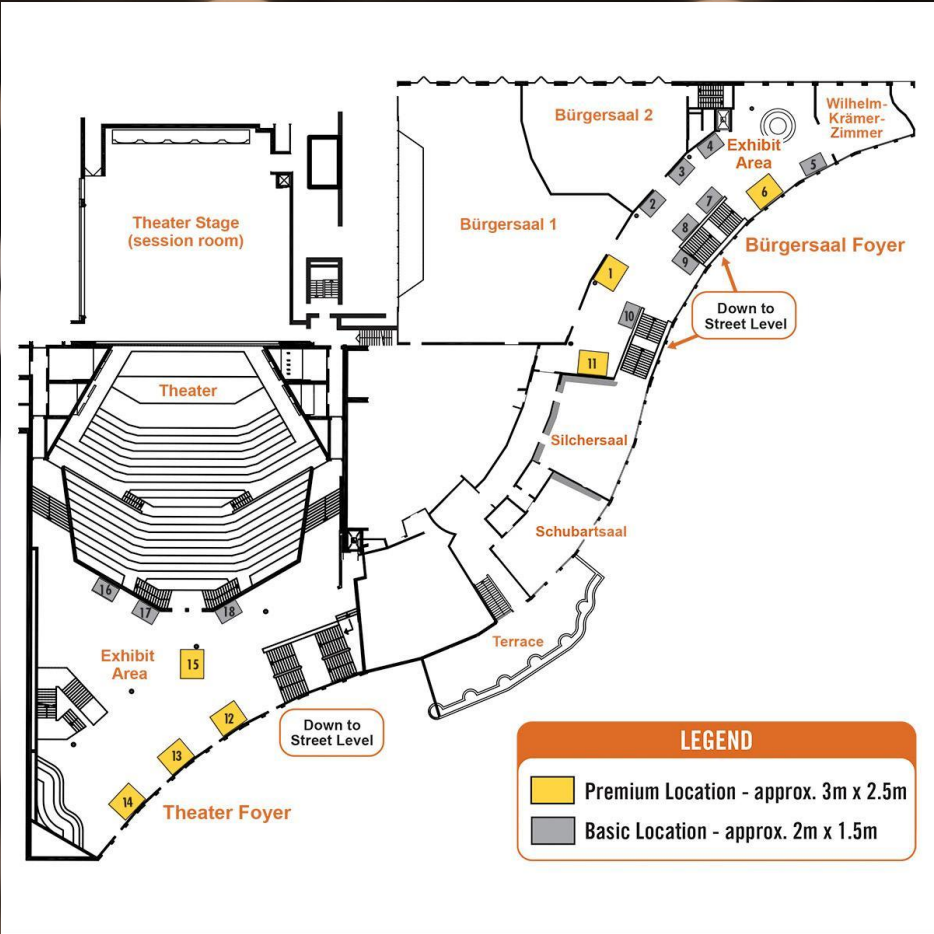 Bürgersaal 2
Wilhelm-
Krämer-
Zimmer
4
Exhibit
Area
3
5
6
2
7
Theater Stage
(session room)
Bürgersaal 1
8
Bürgersaal Foyer
9
1
10
Down to
Street Level
11
Theater
Silchersaal
Schubartsaal
16
17
18
Terrace
Exhibit
Area
15
12
Down to
Street Level
13
14
Theater Foyer
LEGEND
Premium Location - approx. 3m x 2.5m
Basic Location - approx. 2m x 1.5m